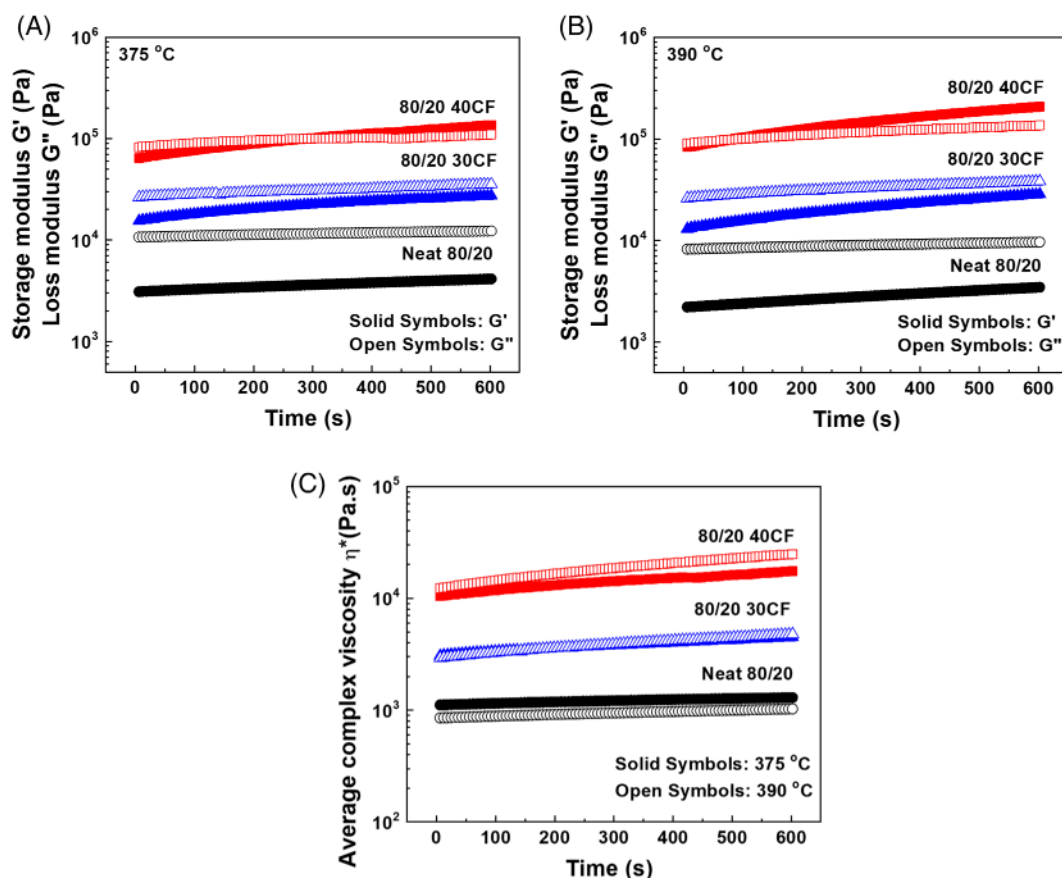 (A)
Storage modulus G' (Pa)
Loss modulus G" (Pa)
10⁶
10⁵
10⁴
10³
375 °C
80/20 40CF
80/20 30CF
Neat 80/20
Solid Symbols: G'
Open Symbols: G"
0 100 200 300 400 500 600
Time (s)
(B)
Storage modulus G' (Pa)
Loss modulus G" (Pa)
10⁶
10⁵
10⁴
10³
390 °C
80/20 40CF
80/20 30CF
Neat 80/20
Solid Symbols: G'
Open Symbols: G"
0 100 200 300 400 500 600
Time (s)
(C)
Average complex viscosity η*(Pa.s)
10⁵
10⁴
10³
10²
80/20 40CF
80/20 30CF
Neat 80/20
Solid Symbols: 375 °C
Open Symbols: 390 °C
0 100 200 300 400 500 600
Time (s)